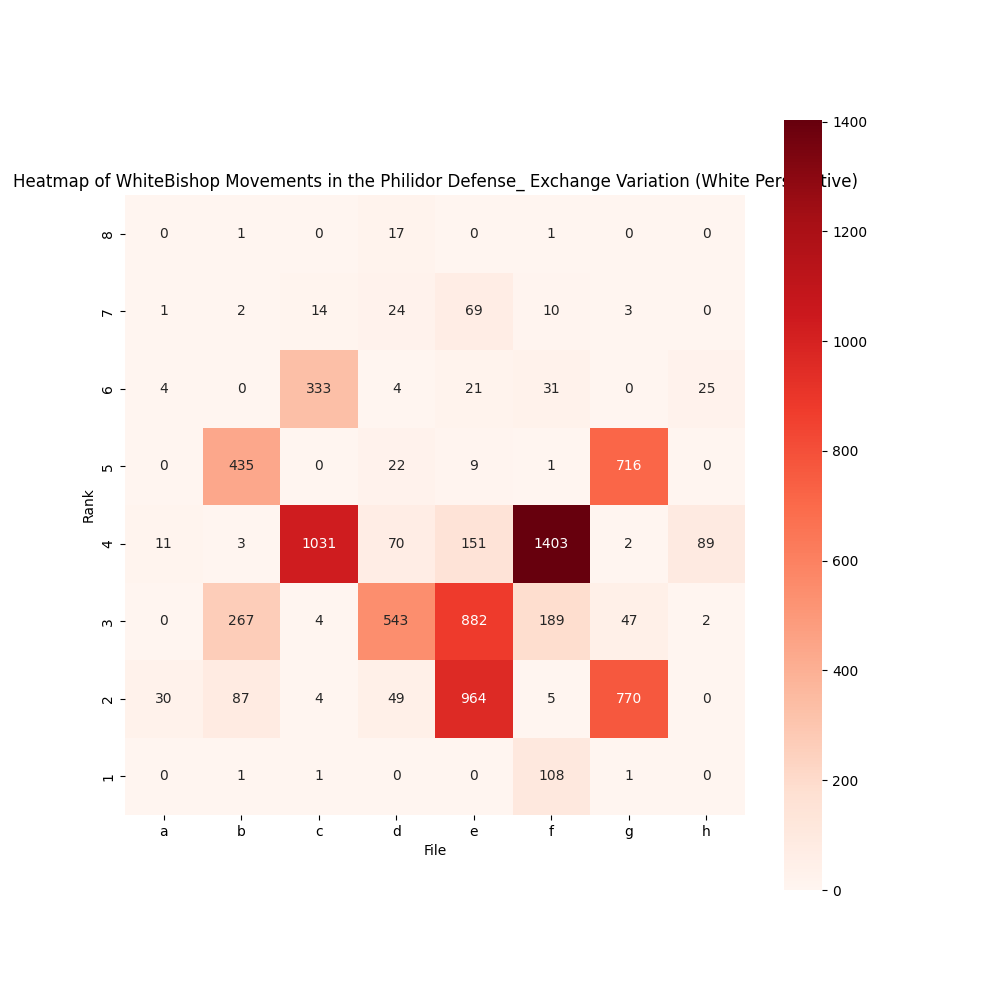 Heatmap of WhiteBishop Movements in the Philidor Defense_ Exchange Variation (White Perspective)
8 0 1 0 17 0 1 0 0
7 1 2 14 24 69 10 3 0
6 4 0 333 4 21 31 0 25
5 0 435 0 22 9 1 716 0
4 11 3 1031 70 151 1403 2 89
3 0 267 4 543 882 189 47 2
2 30 87 4 49 964 5 770 0
1 0 1 1 0 0 108 1 0
Rank
a b c d e f g h
File
1400
1200
1000
800
600
400
200
0